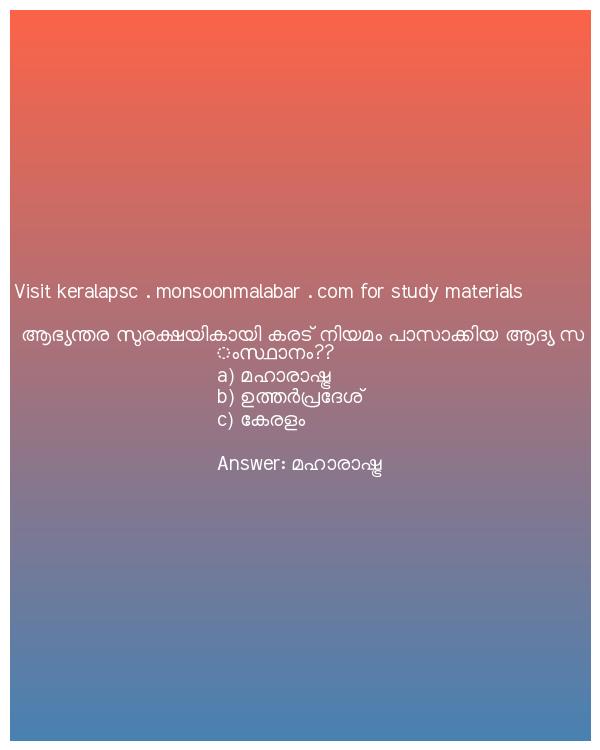 Visit keralapsc . monsoonmalabar . com for study materials
ആഭ്യന്തര സുരക്ഷയികായി കരട് നിയമം പാസാക്കിയ ആദ്യ സ
ംസ്ഥാനം??
a) മഹാരാഷ്ട്ര
b) ഉത്തർപ്രദേശ്
c) കേരളം
Answer: മഹാരാഷ്ട്ര